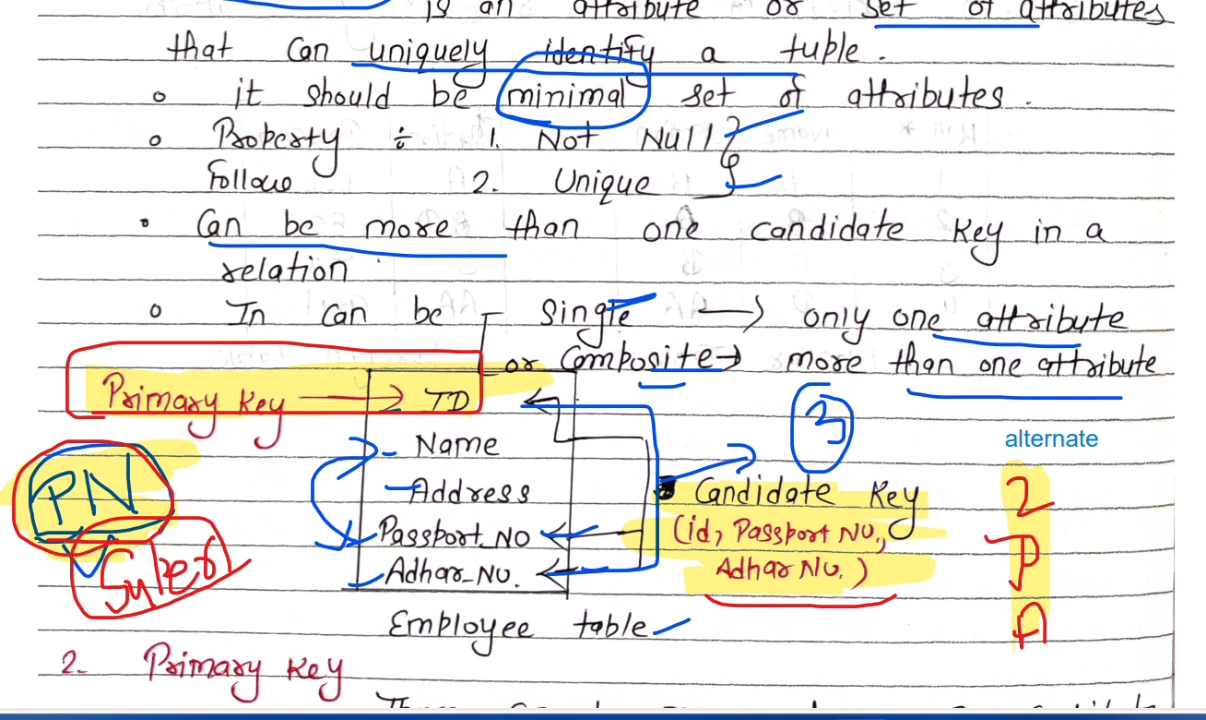 is an attribute or set of attributes
that can uniquely identify a tuple.
it should be minimal set of attributes.
Property ÷ 1. Not Null
Follow 2. Unique
Can be more than one candidate key in a
relation
In can be Single → only one attribute
or Composite → more than one attribute
Primary key → ID
3
Name
alternate
PN
Address
Candidate key
2
Passport_NO
(id, Passport NO.,
P
Adhar_NO.
Adhar NO.)
A
Employee table
2. Primary key